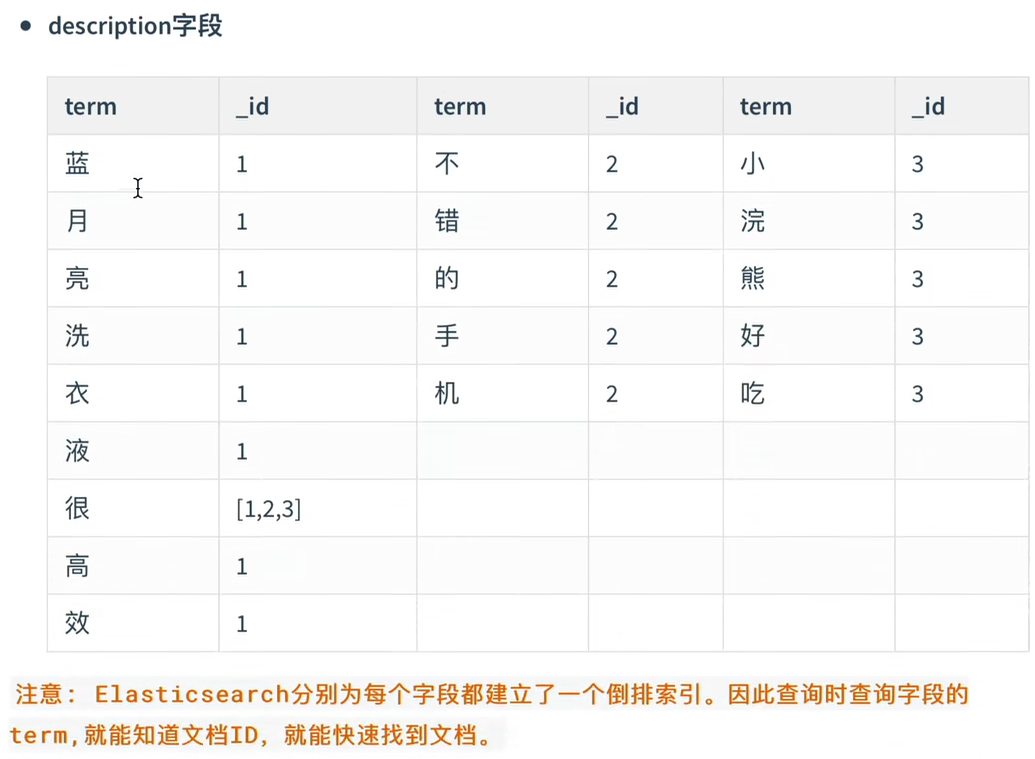 description字段
term _id term _id term _id
蓝 1 不 2 小 3
月 1 错 2 浣 3
亮 1 的 2 熊 3
洗 1 手 2 好 3
衣 1 机 2 吃 3
液 1
很 [1,2,3]
高 1
效 1
注意: Elasticsearch分别为每个字段都建立了一个倒排索引。因此查询时查询字段的
term,就能知道文档ID，就能快速找到文档。